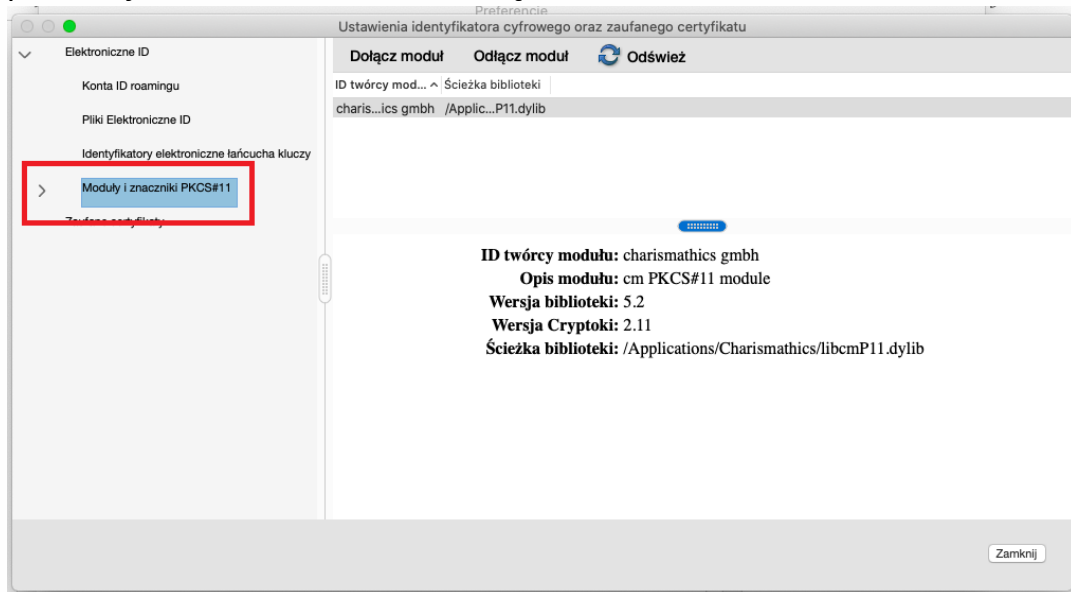 Preferencje
Ustawienia identyfikatora cyfrowego oraz zaufanego certyfikatu
Elektroniczne ID
Konta ID roamingu
Pliki Elektroniczne ID
Identyfikatory elektroniczne łańcucha kluczy
Moduły i znaczniki PKCS#11
Zaufane certyfikaty
Dołącz moduł Odłącz moduł Odśwież
ID twórcy mod... Ścieżka biblioteki
charis...ics gmbh /Applic...P11.dylib
ID twórcy modułu: charismathics gmbh
Opis modułu: cm PKCS#11 module
Wersja biblioteki: 5.2
Wersja Cryptoki: 2.11
Ścieżka biblioteki: /Applications/Charismathics/libcmP11.dylib
Zamknij